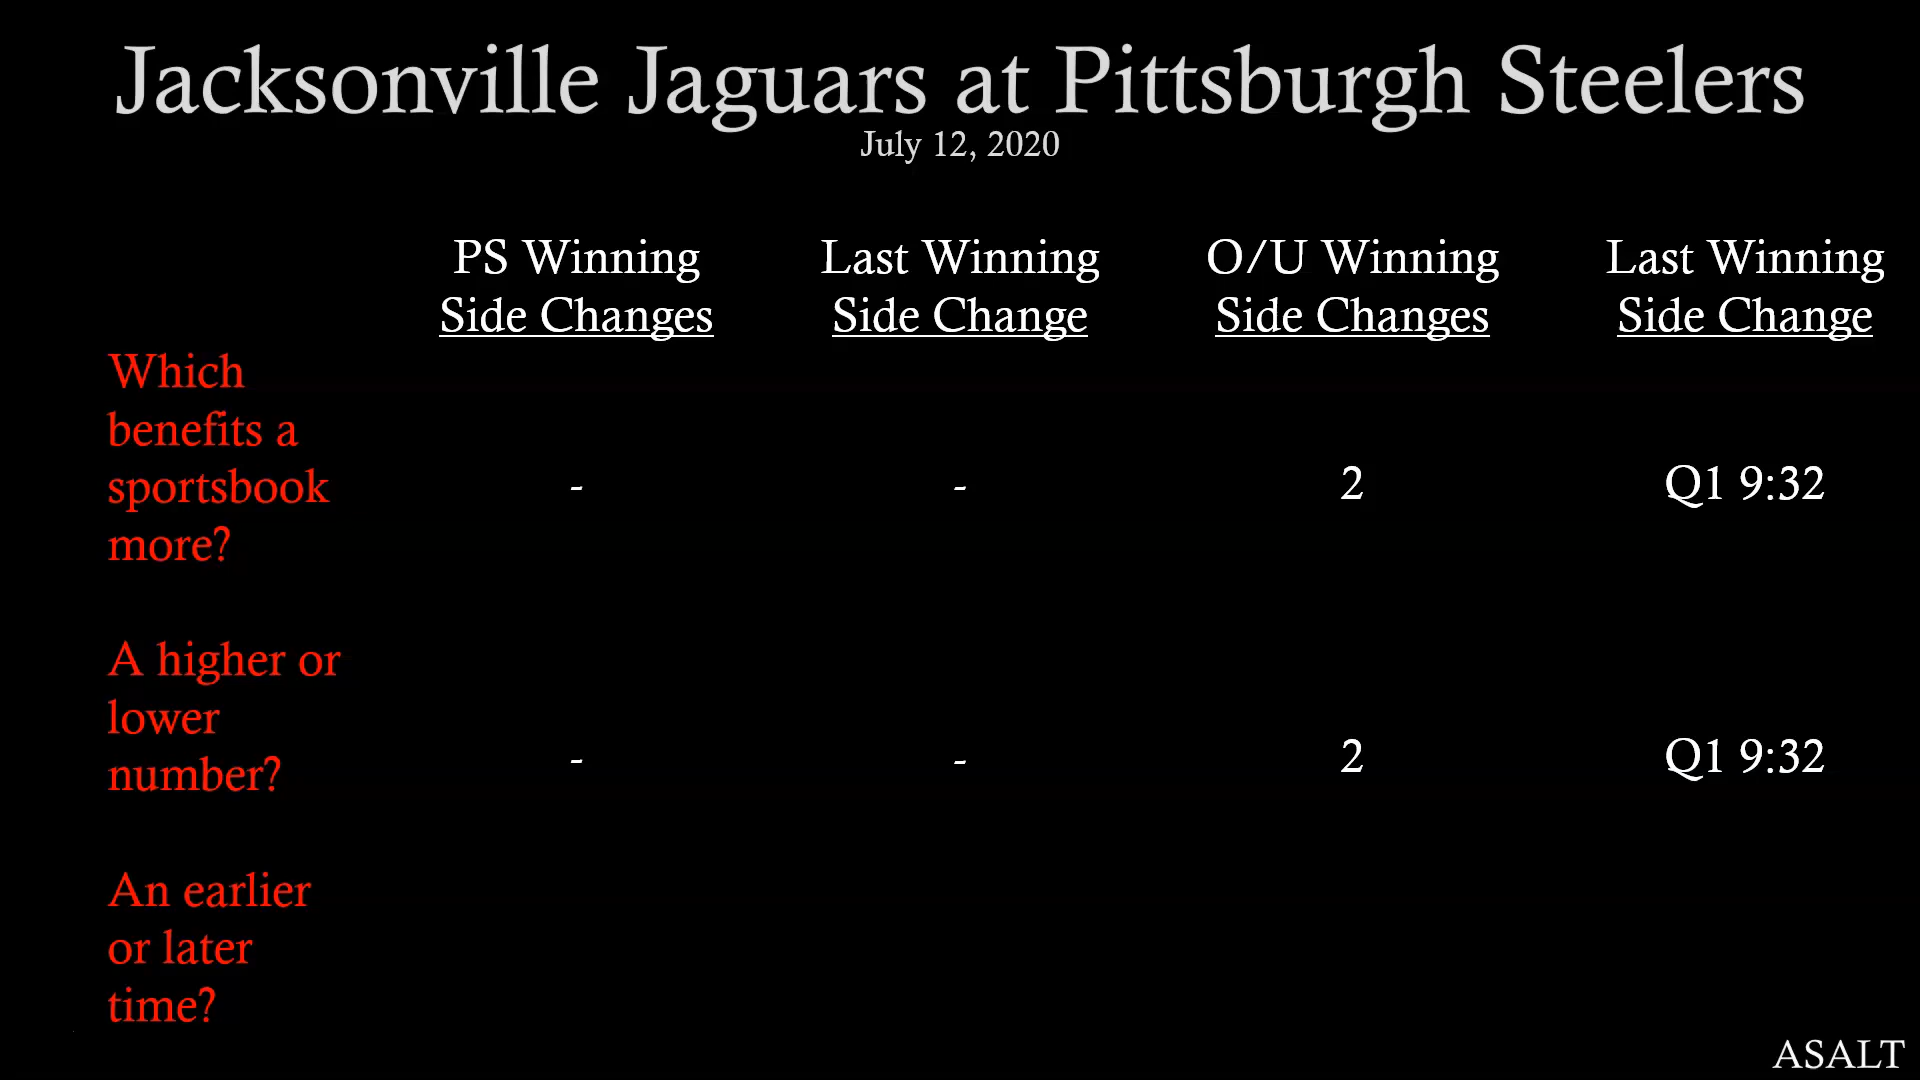 Jacksonville Jaguars at Pittsburgh Steelers
July 12, 2020
PS Winning
Side Changes
Last Winning
Side Change
O/U Winning
Side Changes
Last Winning
Side Change
Which
benefits a
sportsbook
more?
- - 2 Q1 9:32
A higher or
lower
number?
- - 2 Q1 9:32
An earlier
or later
time?
ASALT